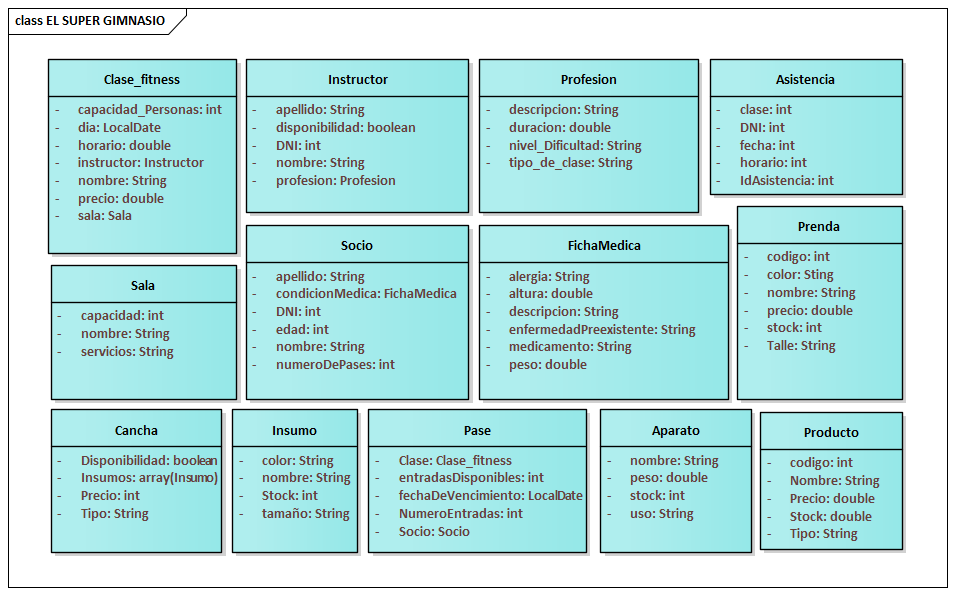 class EL SUPER GIMNASIO
Clase_fitness
- capacidad_Personas: int
- dia: LocalDate
- horario: double
- instructor: Instructor
- nombre: String
- precio: double
- sala: Sala
Instructor
- apellido: String
- disponibilidad: boolean
- DNI: int
- nombre: String
- profesion: Profesion
Profesion
- descripcion: String
- duracion: double
- nivel_Dificultad: String
- tipo_de_clase: String
Asistencia
- clase: int
- DNI: int
- fecha: int
- horario: int
- IdAsistencia: int
Sala
- capacidad: int
- nombre: String
- servicios: String
Socio
- apellido: String
- condicionMedica: FichaMedica
- DNI: int
- edad: int
- nombre: String
- numeroDePases: int
FichaMedica
- alergia: String
- altura: double
- descripcion: String
- enfermedadPreexistente: String
- medicamento: String
- peso: double
Prenda
- codigo: int
- color: Sting
- nombre: String
- precio: double
- stock: int
- Talle: String
Cancha
- Disponibilidad: boolean
- Insumos: array(Insumo)
- Precio: int
- Tipo: String
Insumo
- color: String
- nombre: String
- Stock: int
- tamaño: String
Pase
- Clase: Clase_fitness
- entradasDisponibles: int
- fechaDeVencimiento: LocalDate
- NumeroEntradas: int
- Socio: Socio
Aparato
- nombre: String
- peso: double
- stock: int
- uso: String
Producto
- codigo: int
- Nombre: String
- Precio: double
- Stock: double
- Tipo: String